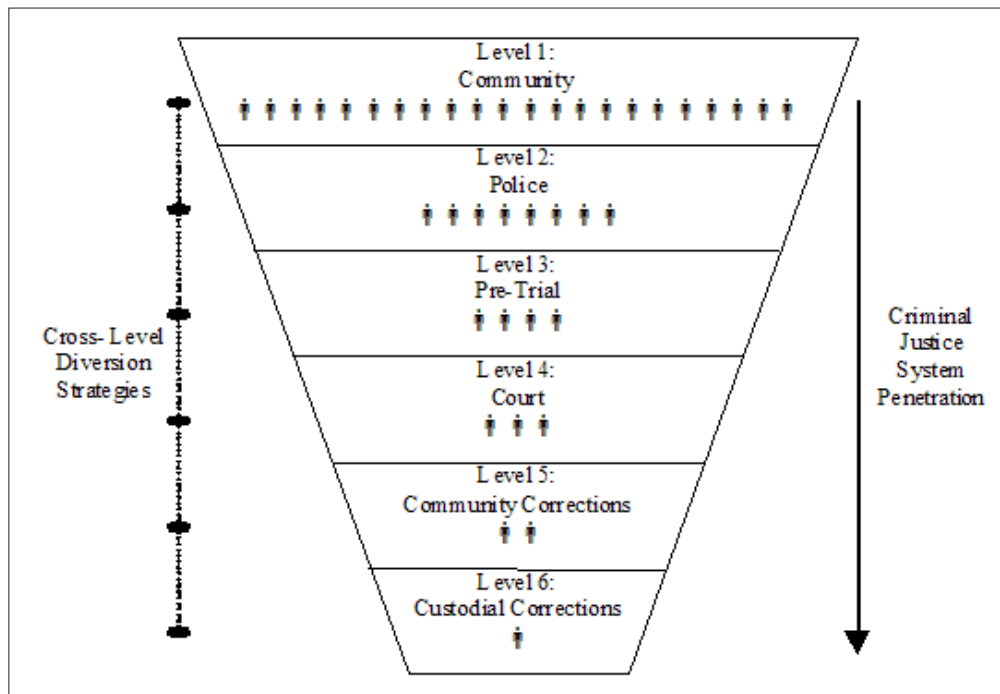 Level 1:
Community
Level 2:
Police
Level 3:
Pre-Trial
Cross-Level
Diversion
Strategies
Criminal
Justice
System
Penetration
Level 4:
Court
Level 5:
Community Corrections
Level 6:
Custodial Corrections